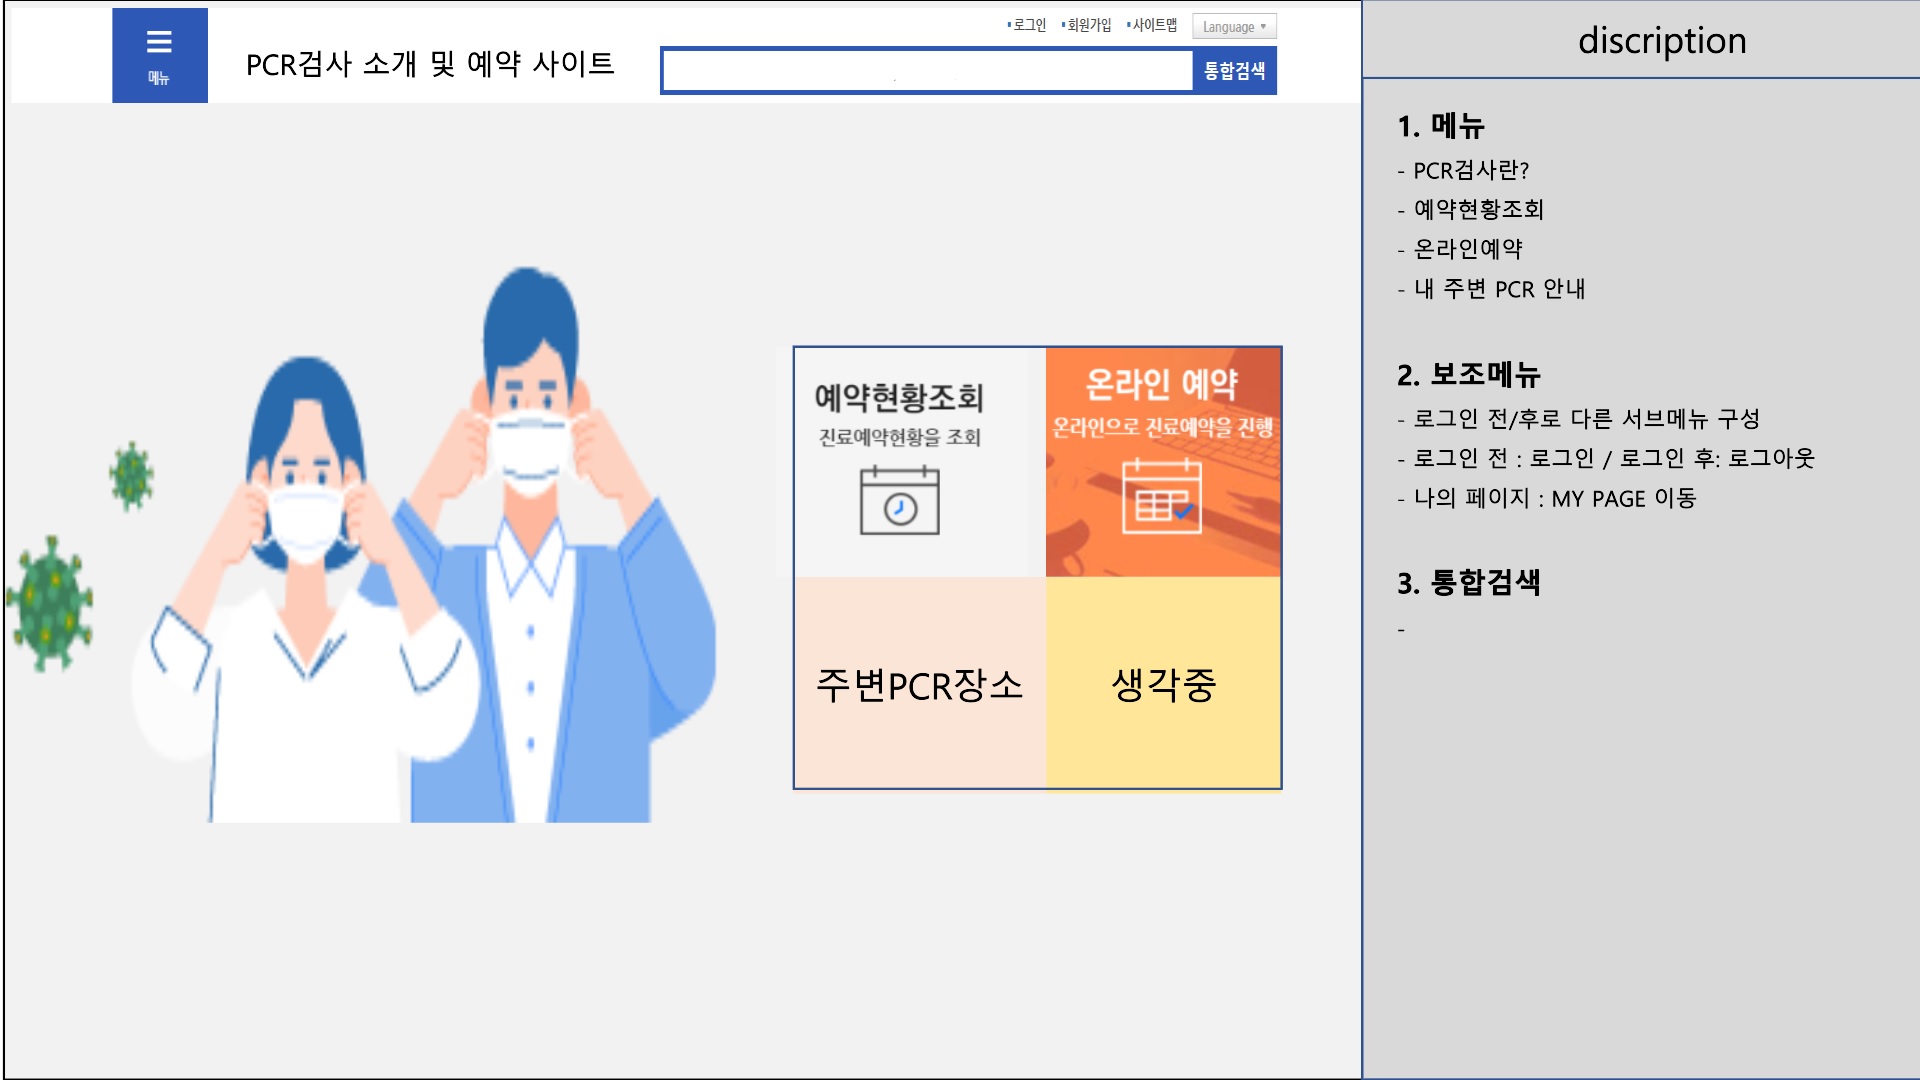 메뉴
PCR검사 소개 및 예약 사이트
로그인 회원가입 사이트맵 Language
통합검색
예약현황조회
진료예약현황을 조회
온라인 예약
온라인으로 진료예약을 진행
주변PCR장소
생각중
discription
1. 메뉴
- PCR검사란?
- 예약현황조회
- 온라인예약
- 내 주변 PCR 안내
2. 보조메뉴
- 로그인 전/후로 다른 서브메뉴 구성
- 로그인 전 : 로그인 / 로그인 후: 로그아웃
- 나의 페이지 : MY PAGE 이동
3. 통합검색
-